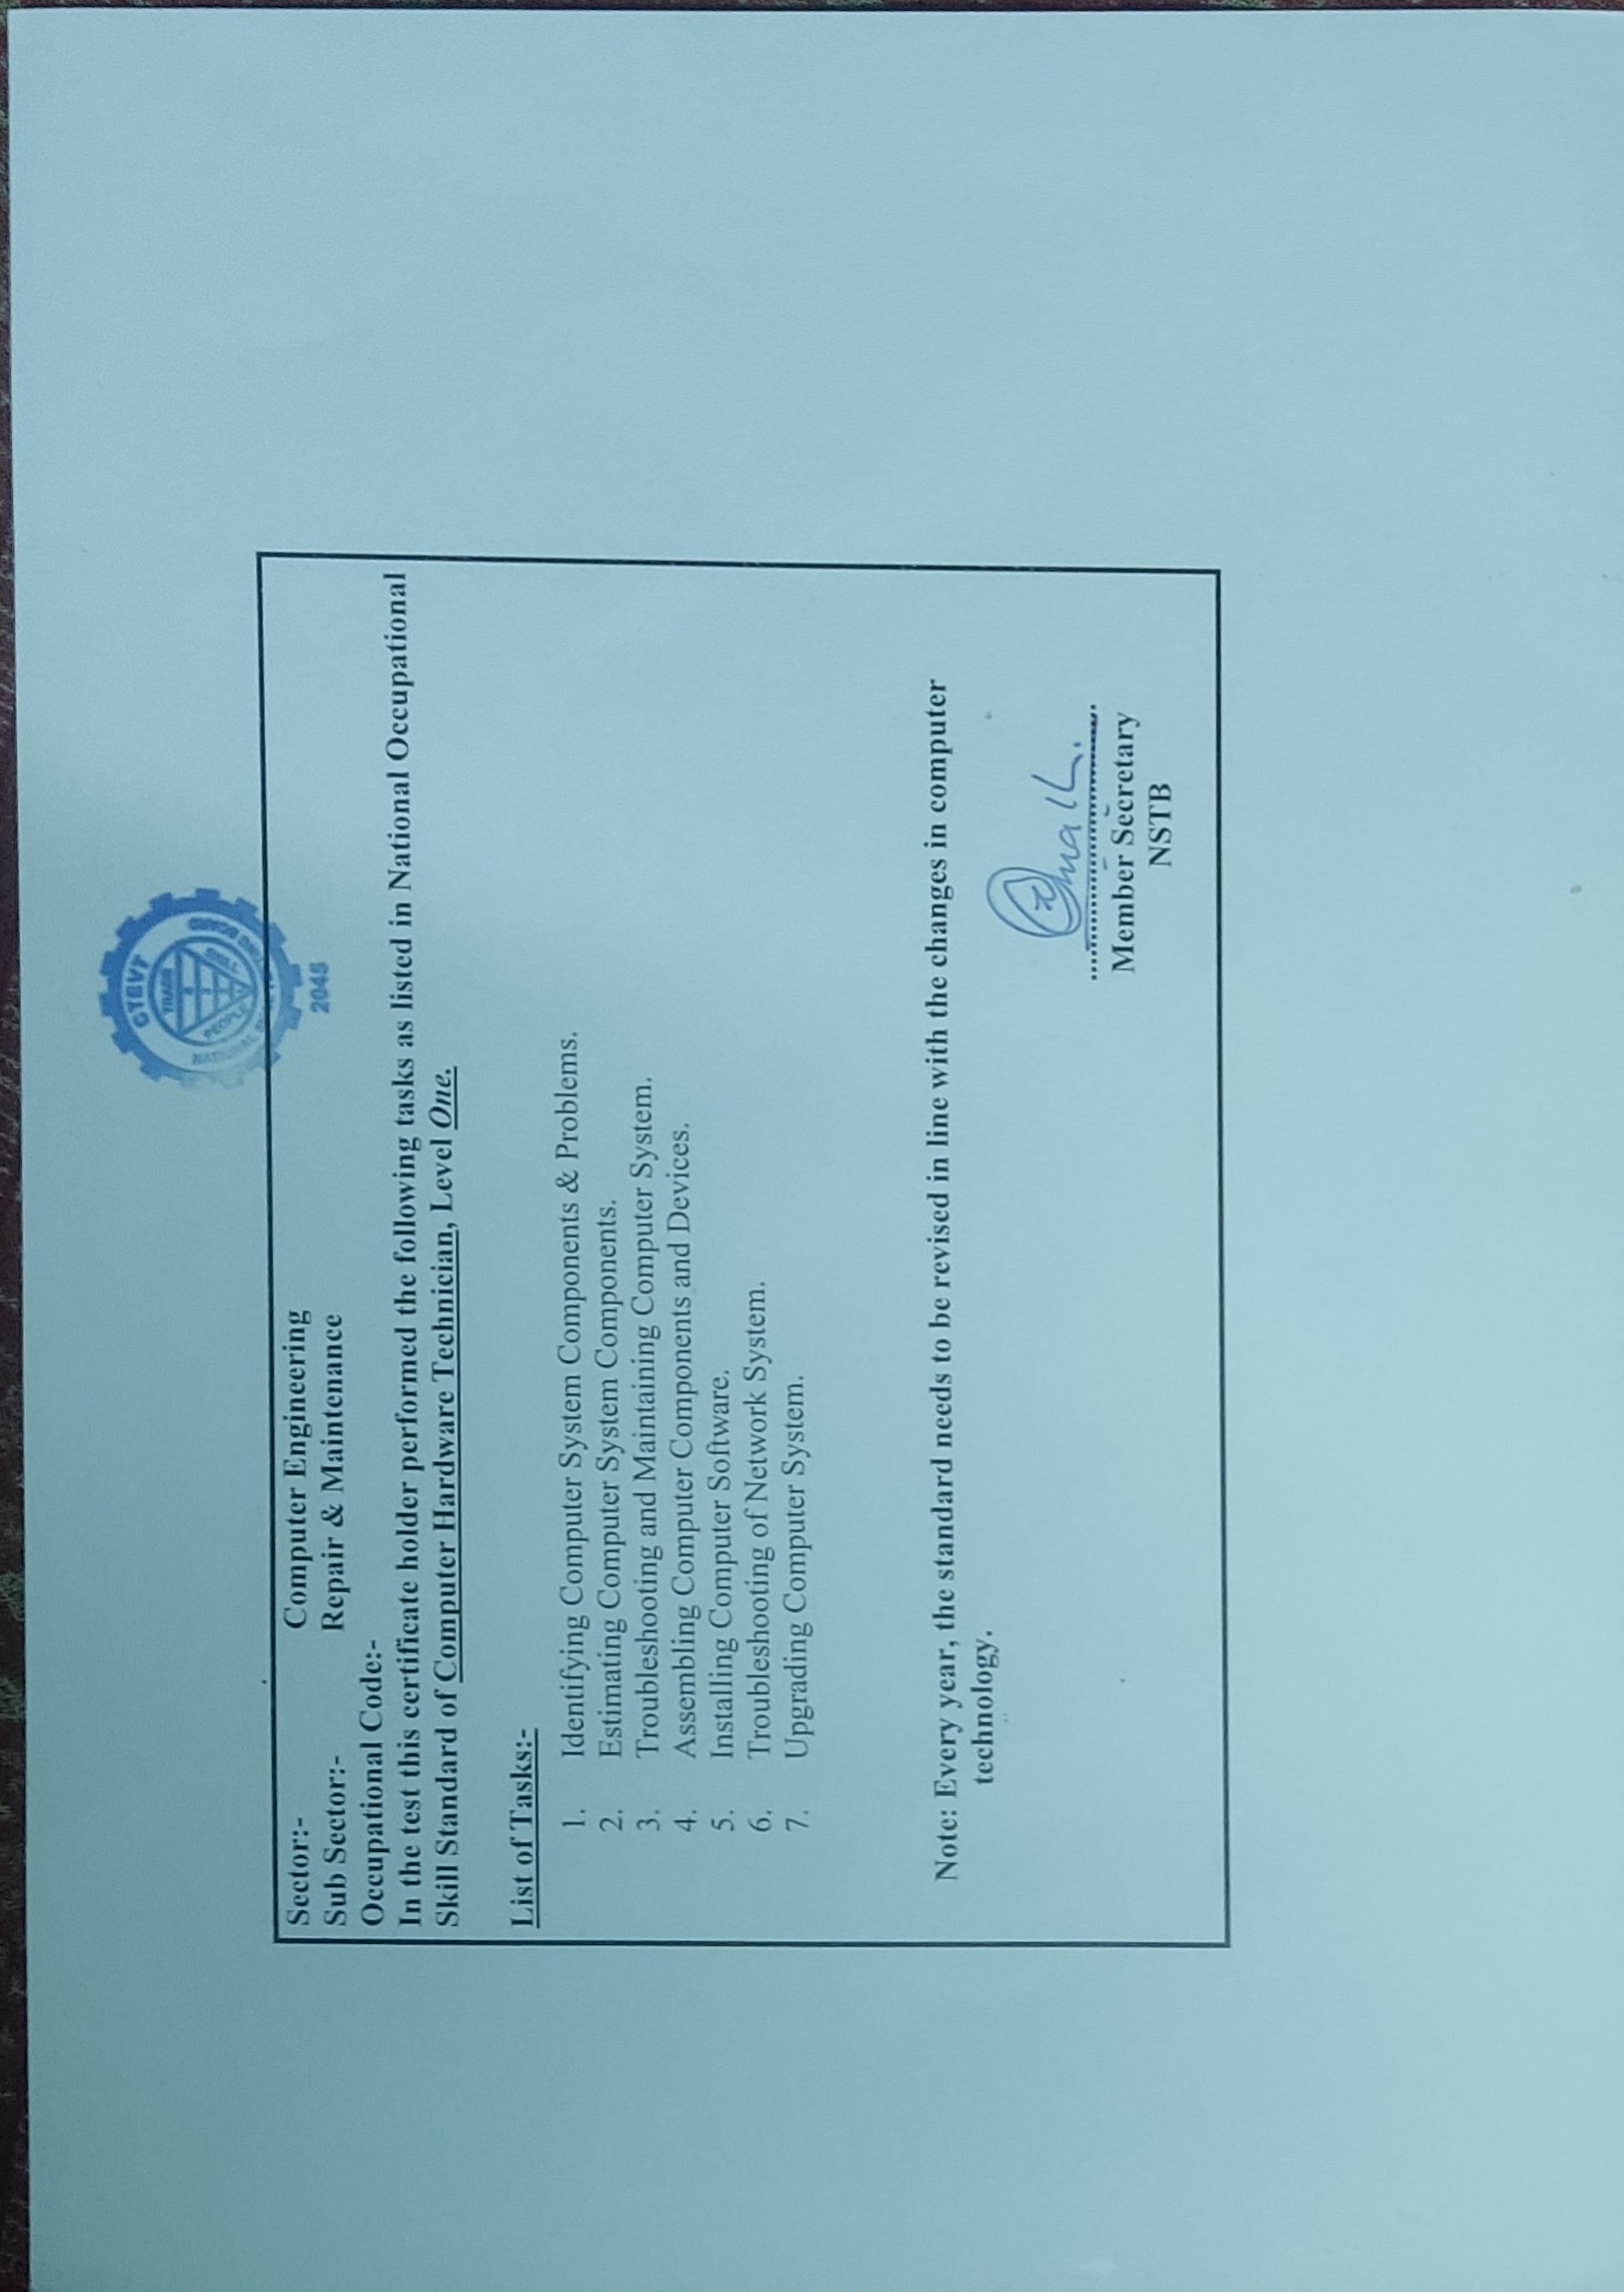 CTEVT
TRADE
PEOPLE
NATIONAL
BOARD
2045
Sector:- Computer Engineering
Sub Sector:- Repair & Maintenance
Occupational Code:-
In the test this certificate holder performed the following tasks as listed in National Occupational
Skill Standard of Computer Hardware Technician, Level One.
List of Tasks:-
1. Identifying Computer System Components & Problems.
2. Estimating Computer System Components.
3. Troubleshooting and Maintaining Computer System.
4. Assembling Computer Components and Devices.
5. Installing Computer Software.
6. Troubleshooting of Network System.
7. Upgrading Computer System.
Note: Every year, the standard needs to be revised in line with the changes in computer
technology.
Member Secretary
NSTB